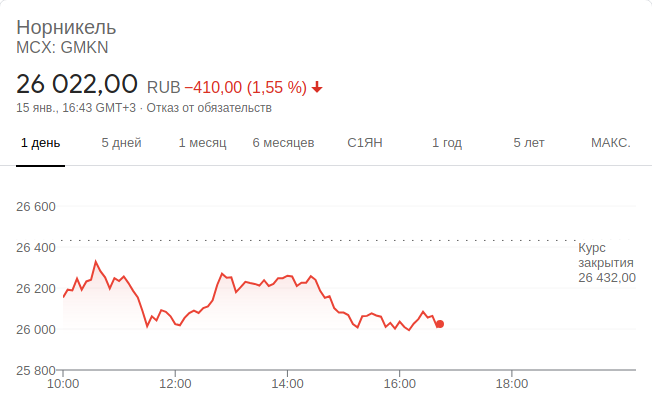 Норникель
MCX: GMKN
26 022,00 RUB −410,00 (1,55 %)
15 янв., 16:43 GMT+3 · Отказ от обязательств
1 день 5 дней 1 месяц 6 месяцев С1ЯН 1 год 5 лет МАКС.
26 600
26 400
Курс
закрытия
26 432,00
26 200
26 000
25 800
10:00 12:00 14:00 16:00 18:00